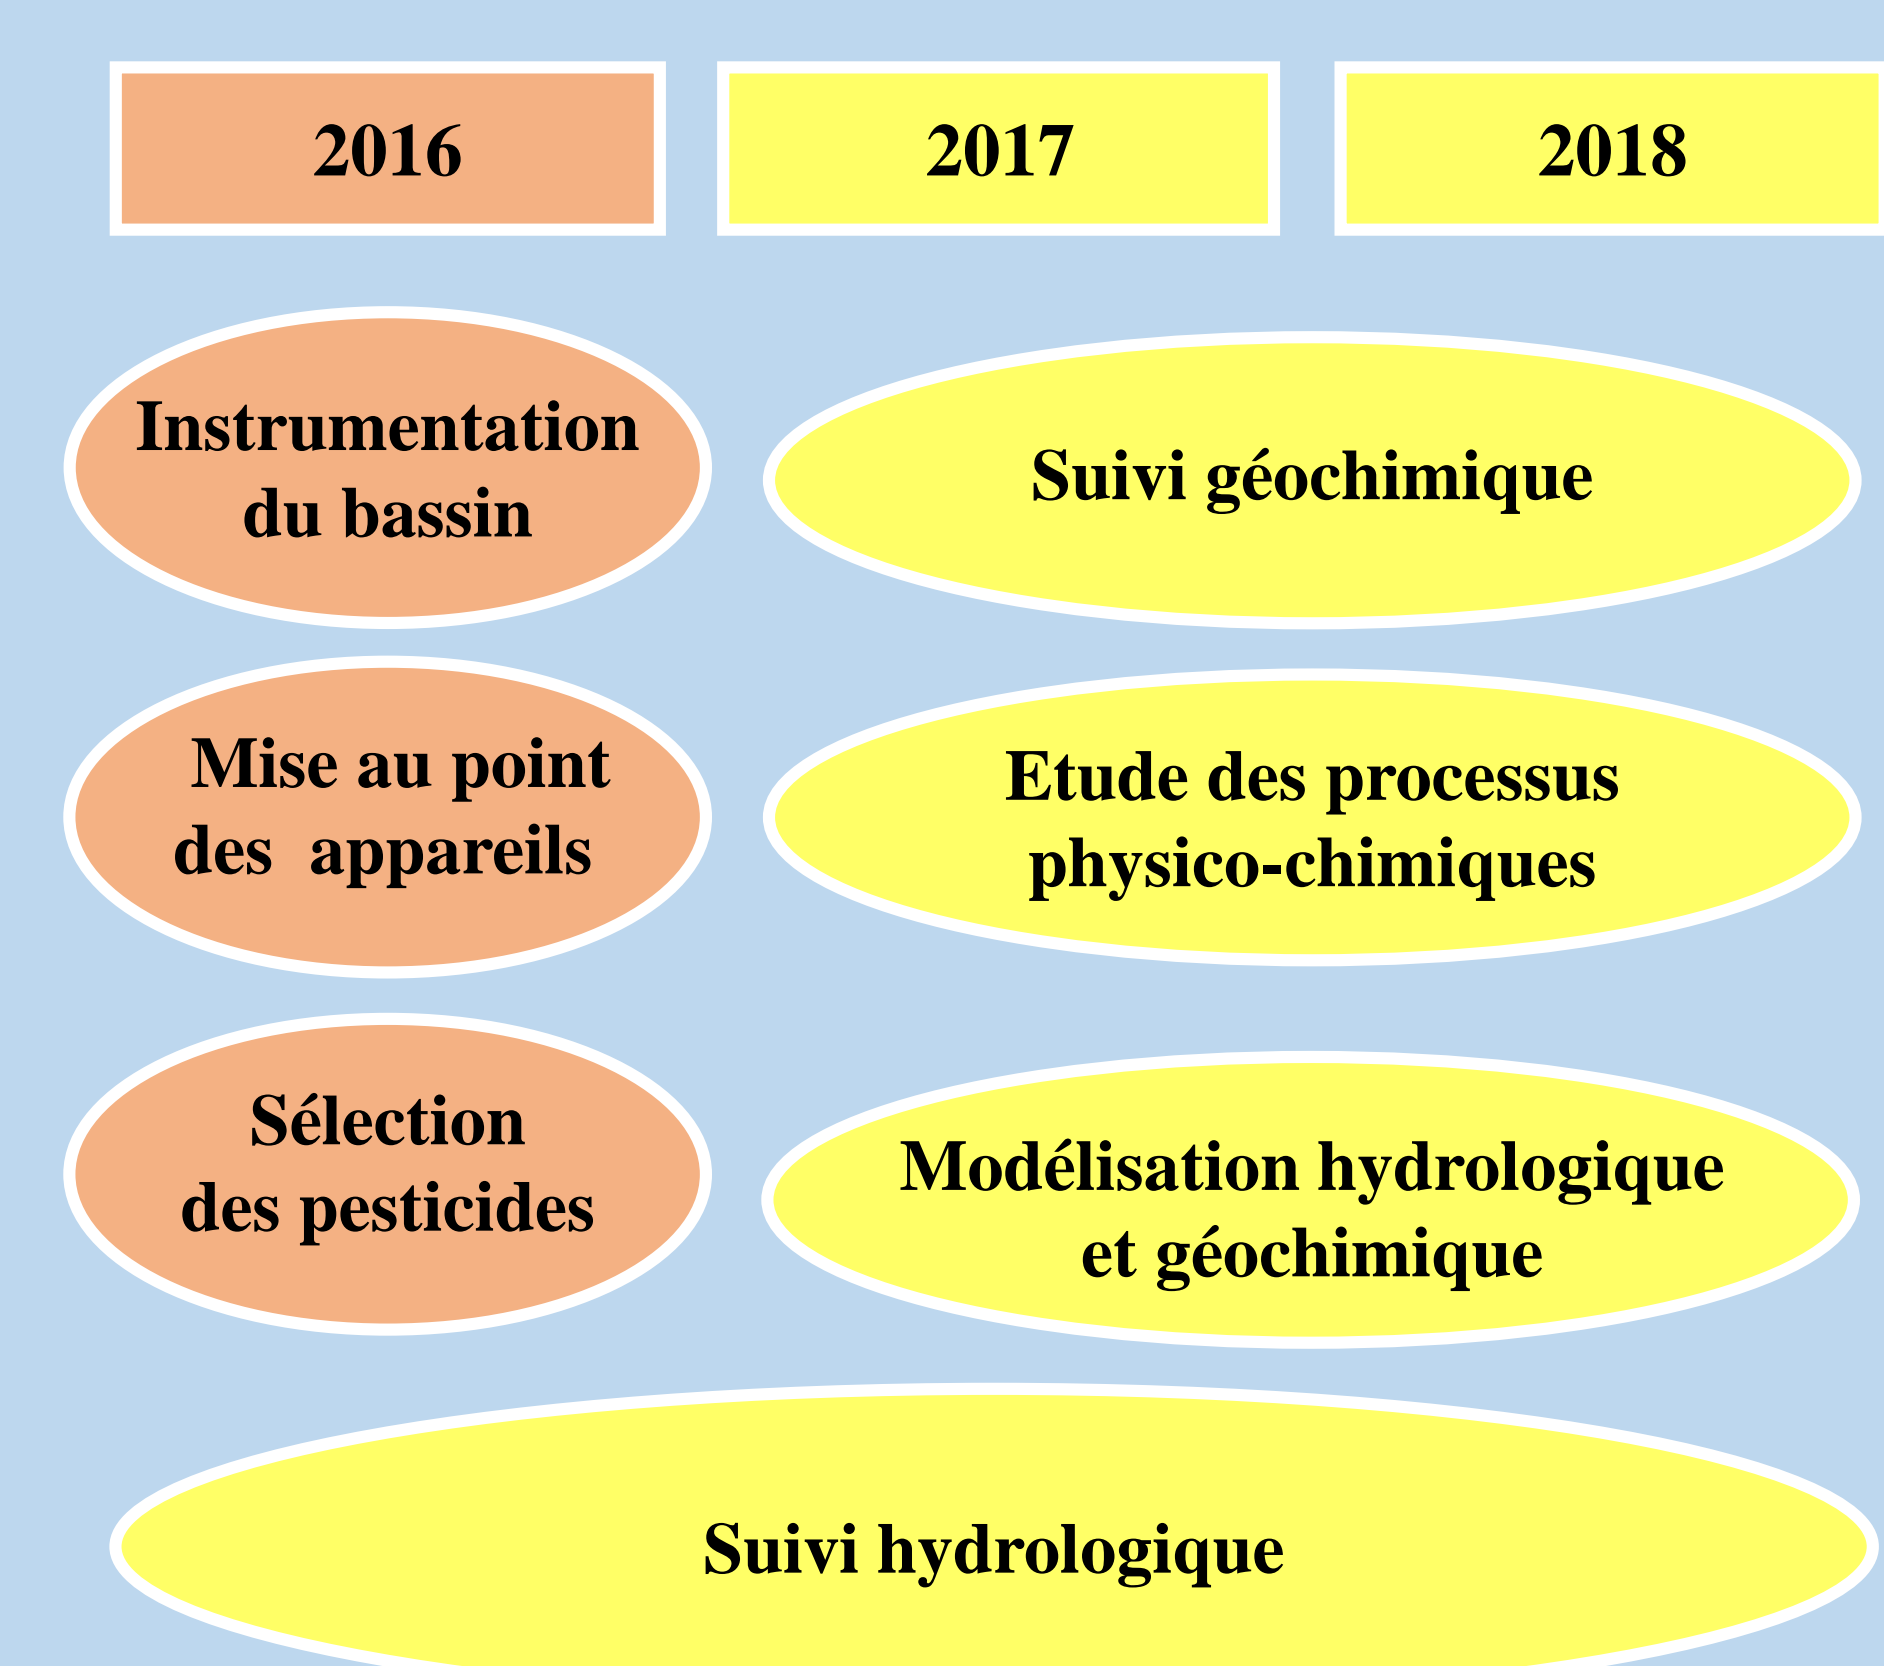 2016
2017
2018
Instrumentation
du bassin
Suivi géochimique
Mise au point
des  appareils
Etude des processus
physico-chimiques
Sélection
des pesticides
Modélisation hydrologique
et géochimique
Suivi hydrologique